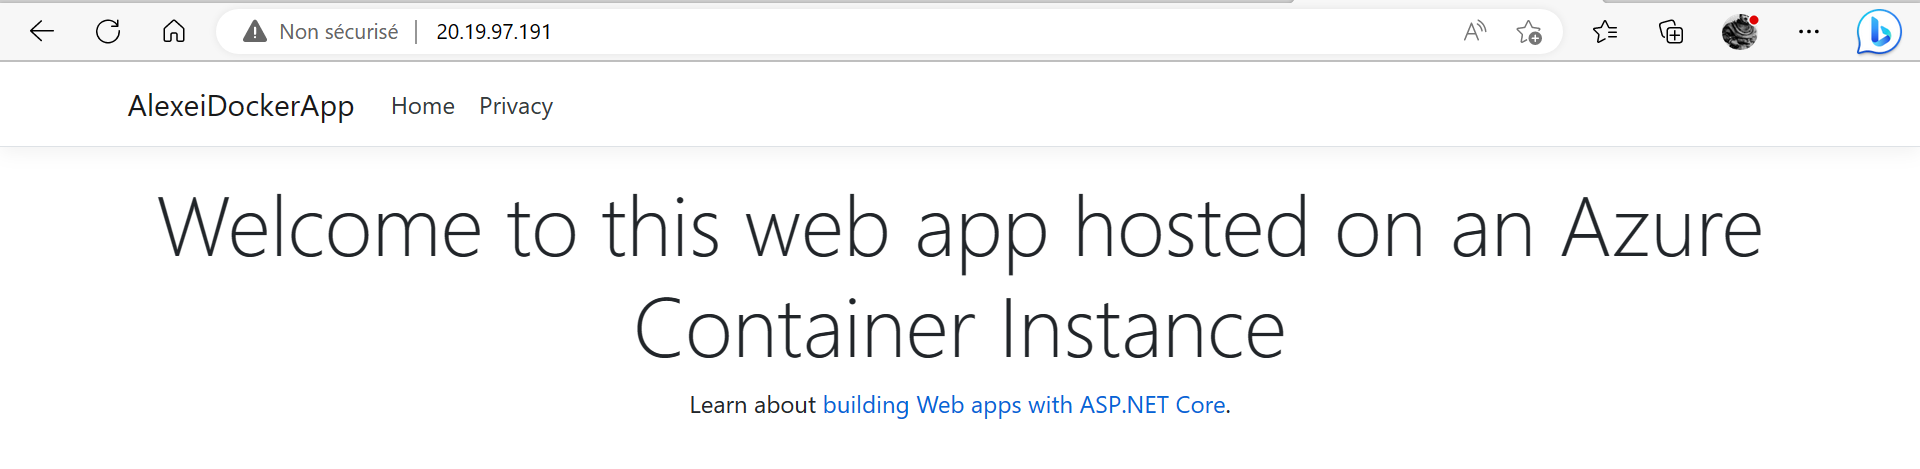 Non sécurisé | 20.19.97.191
AlexeiDockerApp Home Privacy
Welcome to this web app hosted on an Azure
Container Instance
Learn about building Web apps with ASP.NET Core.